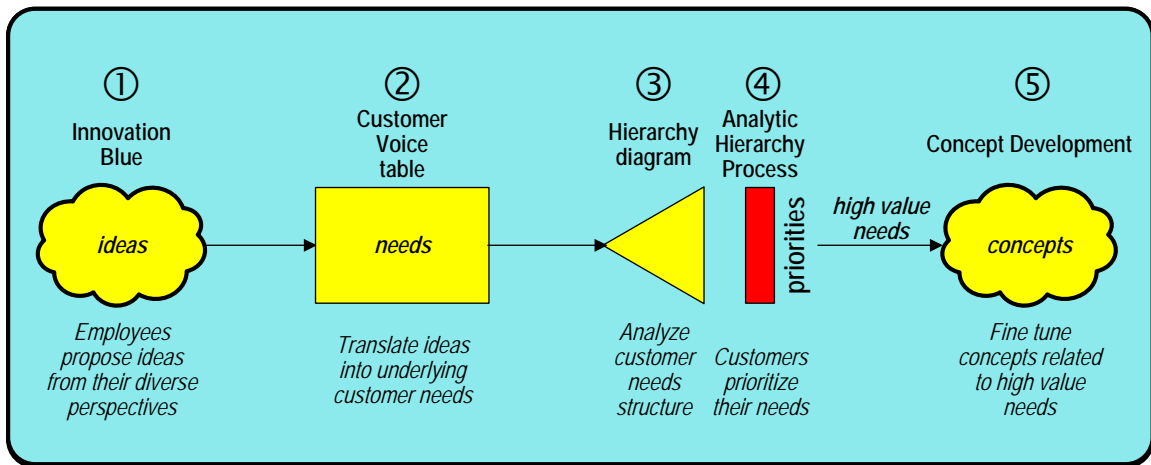 ①
Innovation
Blue
ideas
Employees
propose ideas
from their diverse
perspectives
②
Customer
Voice
table
needs
Translate ideas
into underlying
customer needs
③
Hierarchy
diagram
Analyze
customer
needs
structure
④
Analytic
Hierarchy
Process
priorities
Customers
prioritize
their needs
high value
needs
⑤
Concept Development
concepts
Fine tune
concepts related
to high value
needs